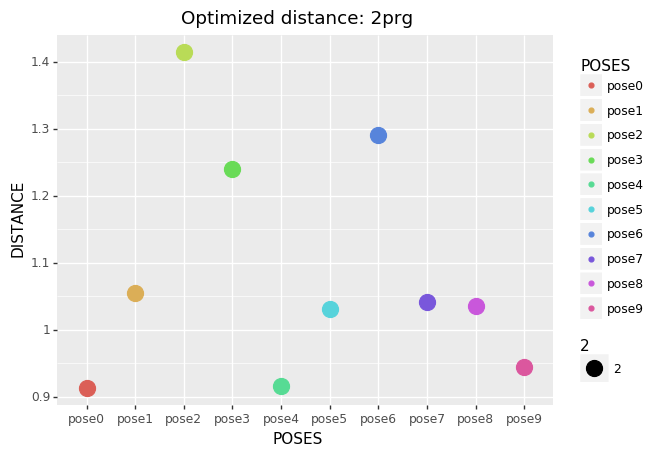 Optimized distance: 2prg
DISTANCE
1.4
1.3
1.2
1.1
1
0.9
pose0 pose1 pose2 pose3 pose4 pose5 pose6 pose7 pose8 pose9
POSES
POSES
pose0
pose1
pose2
pose3
pose4
pose5
pose6
pose7
pose8
pose9
2
2